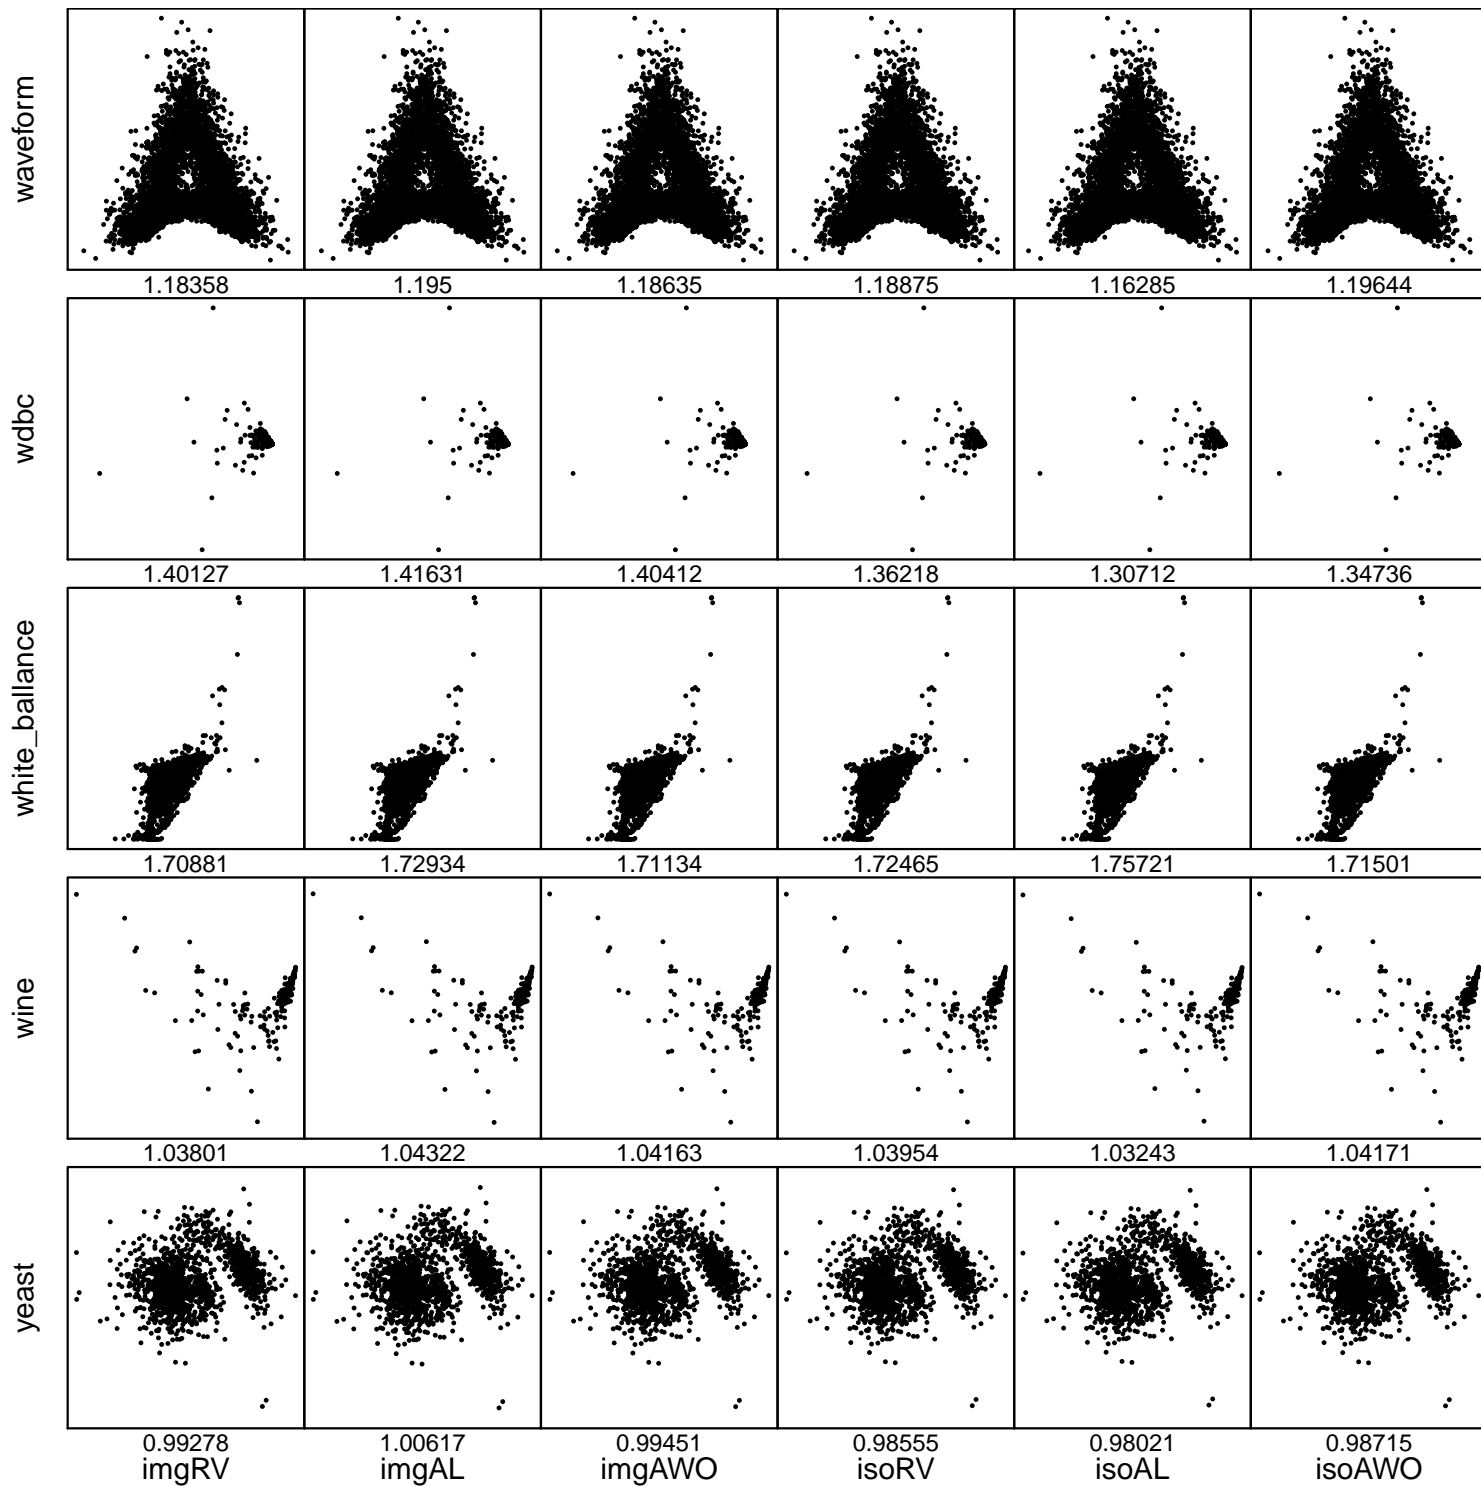 waveform
1.18358 1.195 1.18635 1.18875 1.16285 1.19644
wdbc
1.40127 1.41631 1.40412 1.36218 1.30712 1.34736
white_ballance
1.70881 1.72934 1.71134 1.72465 1.75721 1.71501
wine
1.03801 1.04322 1.04163 1.03954 1.03243 1.04171
yeast
0.99278 1.00617 0.99451 0.98555 0.98021 0.98715
imgRV imgAL imgAWO isoRV isoAL isoAWO